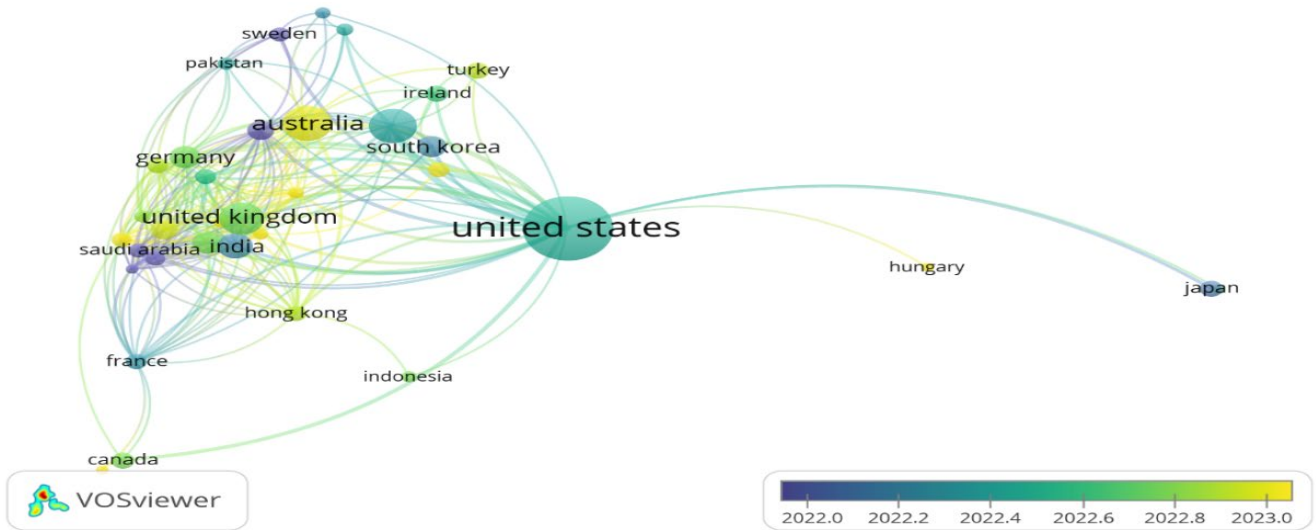 sweden
pakistan
turkey
ireland
australia
south korea
germany
united kingdom
united states
saudi arabia
india
hungary
japan
hong kong
france
indonesia
canada
VOSviewer
2022.0 2022.2 2022.4 2022.6 2022.8 2023.0